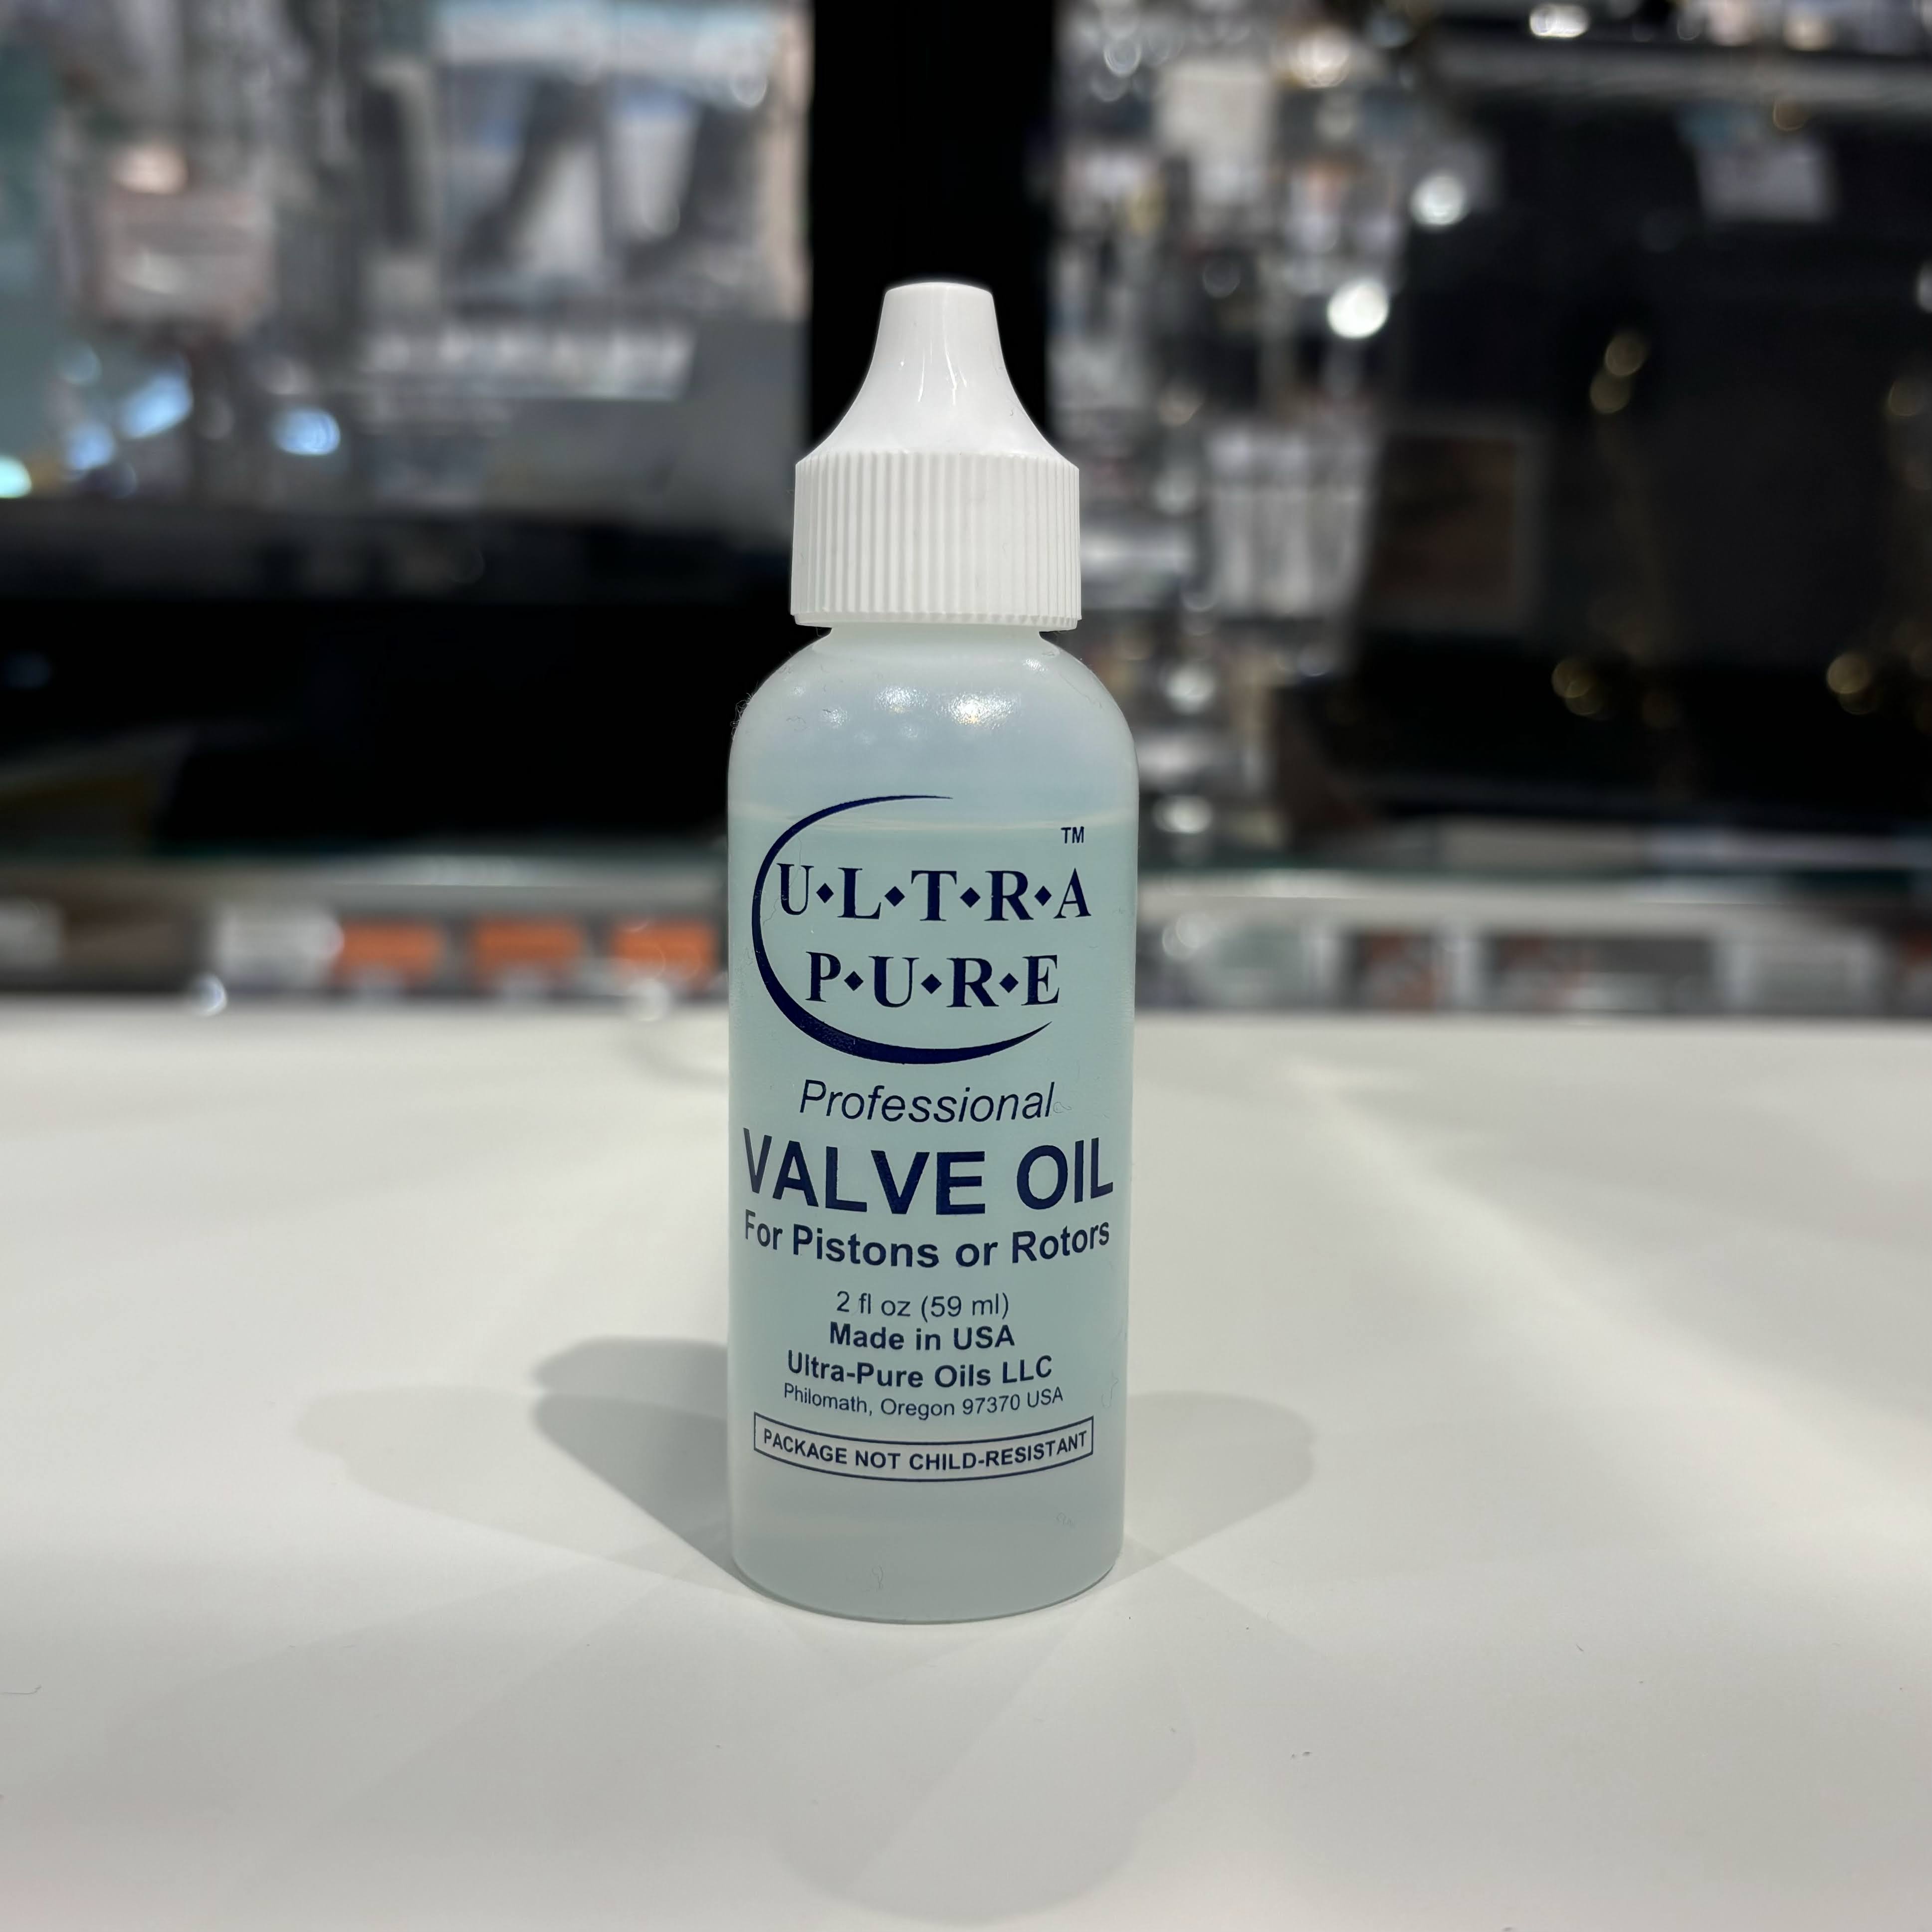 U♦L♦T♦R♦A™
P♦U♦R♦E
Professional
VALVE OIL
For Pistons or Rotors
2 fl oz (59 ml)
Made in USA
Ultra-Pure Oils LLC
Philomath, Oregon 97370 USA
PACKAGE NOT CHILD-RESISTANT